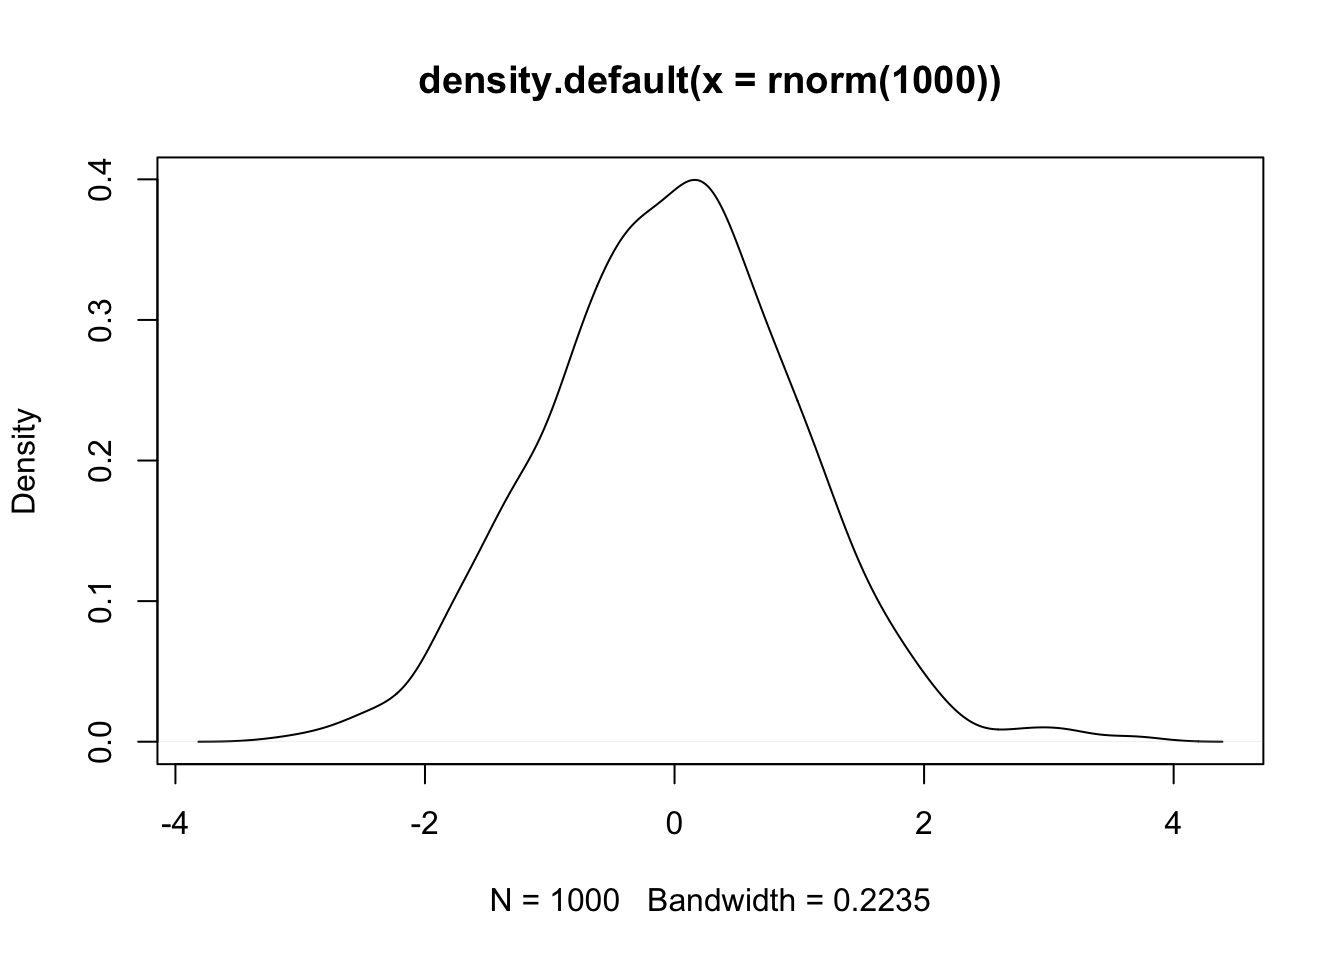 density.default(x = rnorm(1000))
Density
0.4
0.3
0.2
0.1
0.0
-4 -2 0 2 4
N = 1000 Bandwidth = 0.2235